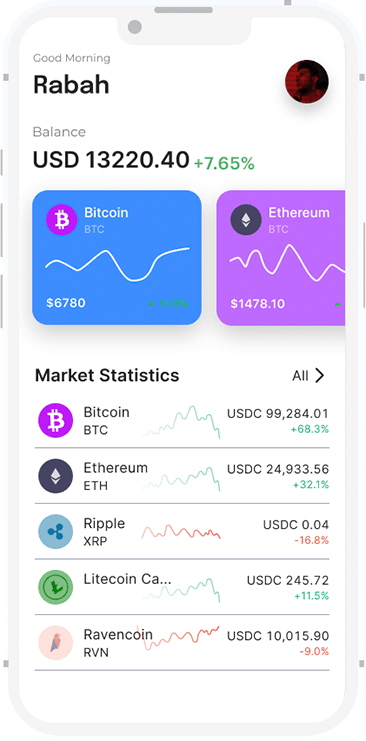 Good Morning
Rabah
Balance
USD 13220.40 +7.65%
Bitcoin
BTC
$6780
Ethereum
BTC
$1478.10
Market Statistics
All
Bitcoin
BTC
USDC 99,284.01
+68.3%
Ethereum
ETH
USDC 24,933.56
+32.1%
Ripple
XRP
USDC 0.04
-16.8%
Litecoin Ca...
USDC 245.72
+11.5%
Ravencoin
RVN
USDC 10,015.90
-9.0%